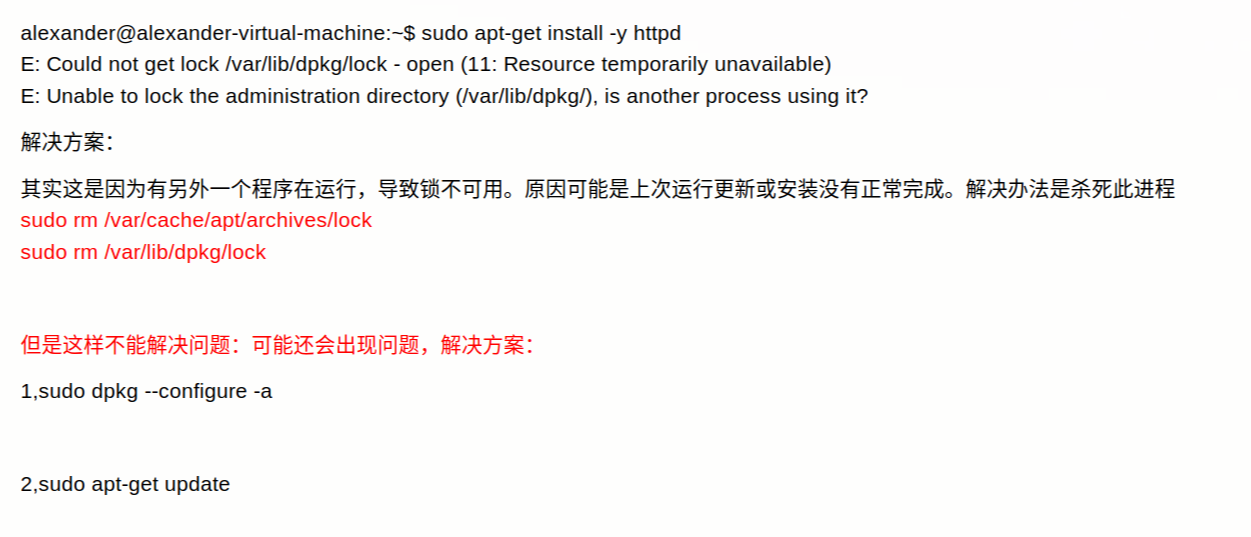 alexander@alexander-virtual-machine:~$ sudo apt-get install -y httpd
E: Could not get lock /var/lib/dpkg/lock - open (11: Resource temporarily unavailable)
E: Unable to lock the administration directory (/var/lib/dpkg/), is another process using it?
解决方案：
其实这是因为有另外一个程序在运行，导致锁不可用。原因可能是上次运行更新或安装没有正常完成。解决办法是杀死此进程
sudo rm /var/cache/apt/archives/lock
sudo rm /var/lib/dpkg/lock
但是这样不能解决问题：可能还会出现问题，解决方案：
1,sudo dpkg --configure -a
2,sudo apt-get update